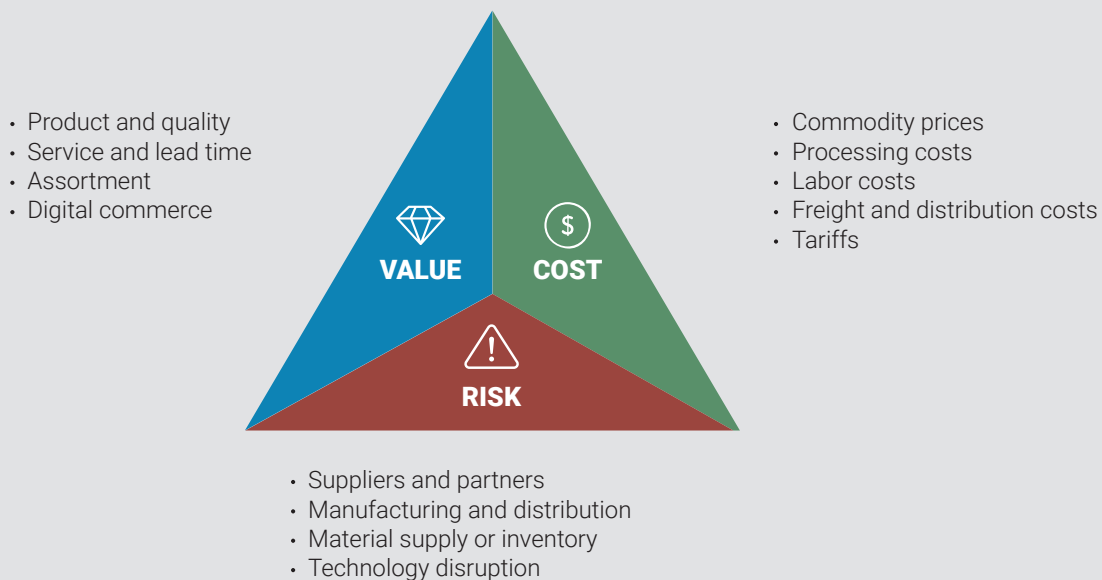 • Product and quality
• Service and lead time
• Assortment
• Digital commerce
VALUE
$
COST
• Commodity prices
• Processing costs
• Labor costs
• Freight and distribution costs
• Tariffs
!
RISK
• Suppliers and partners
• Manufacturing and distribution
• Material supply or inventory
• Technology disruption